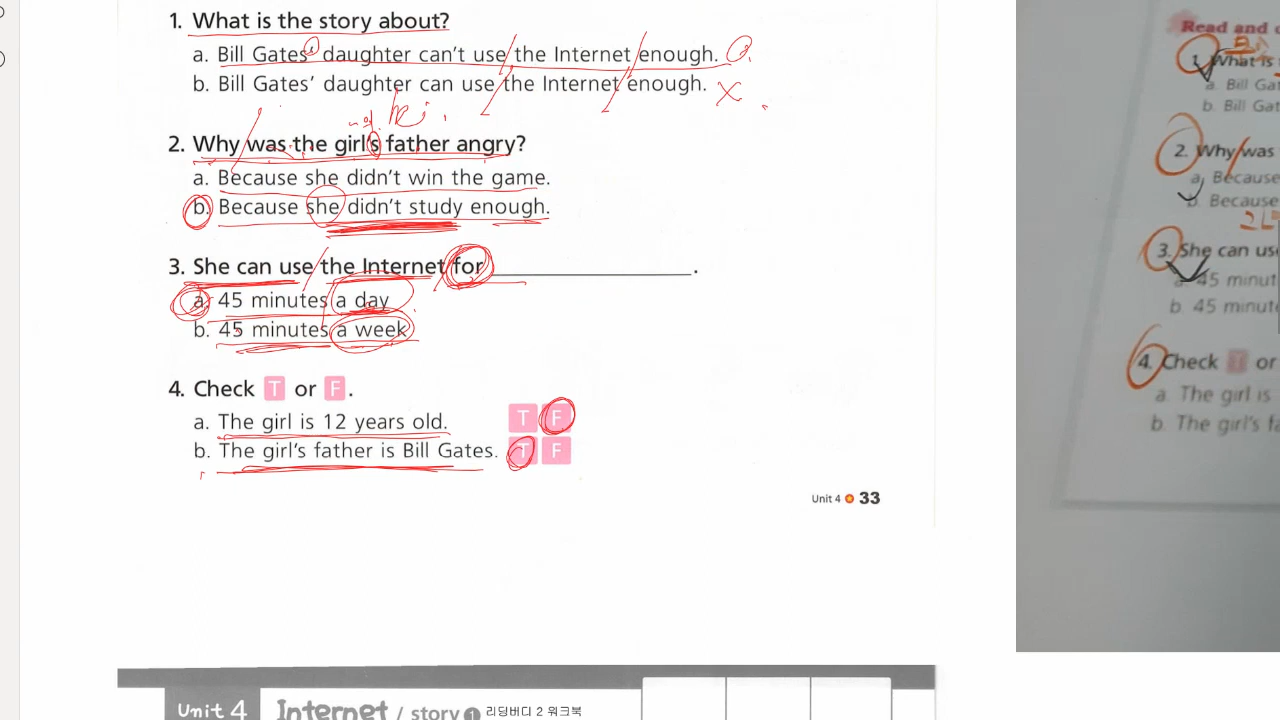 1. What is the story about?
a. Bill Gates' daughter can't use the Internet enough.
b. Bill Gates' daughter can use the Internet enough. X
2. Why was the girl's father angry?
a. Because she didn't win the game.
b. Because she didn't study enough.
3. She can use the Internet for ____________________.
a. 45 minutes a day
b. 45 minutes a week
4. Check T or F.
a. The girl is 12 years old. T F
b. The girl's father is Bill Gates. T F
Unit 4 33
Unit 4 Internet / story 1 리딩버디 2 워크북
Read and
1. What is
a. Bill Ga
b. Bill Gat
2. Why was
a. Because
b. Because
3. She can us
a. 45 minut
b. 45 minut
4. Check T or
a. The girl is
b. The girl's fa